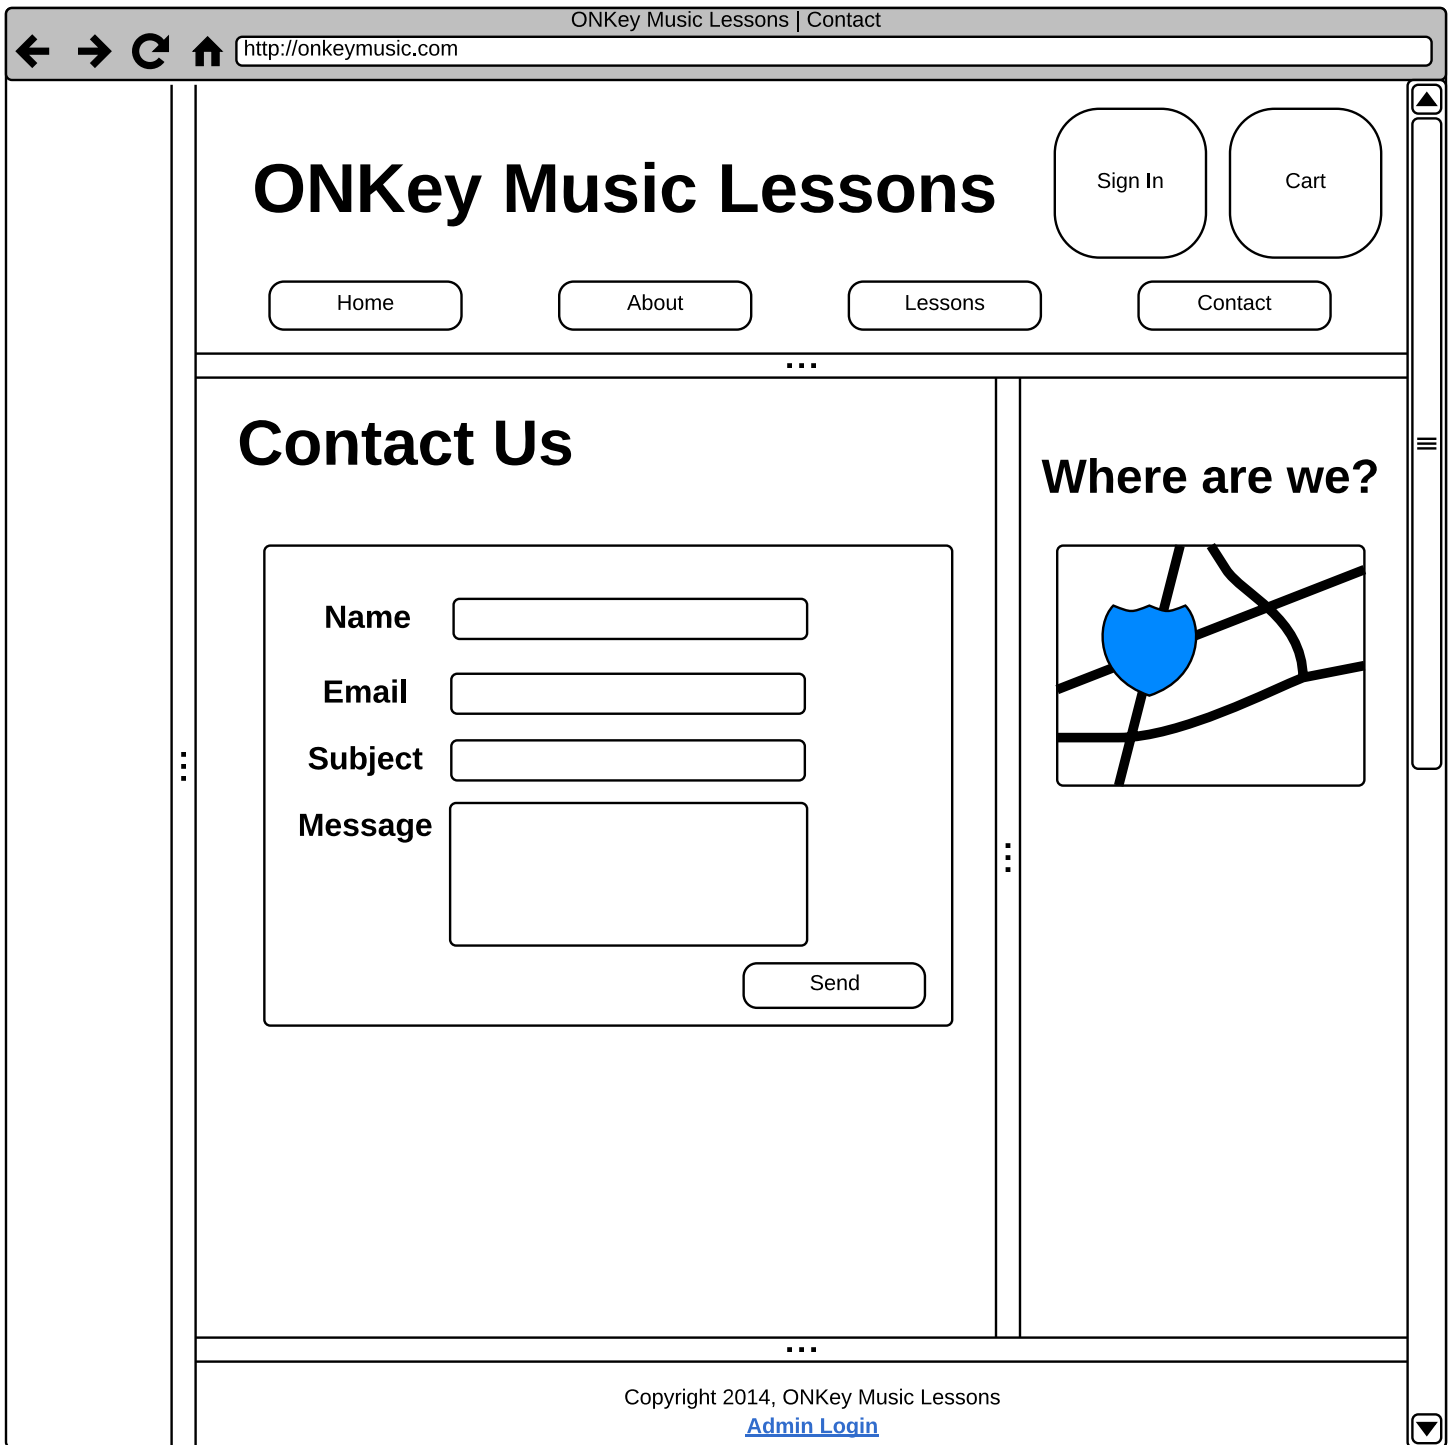 ONKey Music Lessons | Contact
http://onkeymusic.com
ONKey Music Lessons
Sign In
Cart
Home
About
Lessons
Contact
Contact Us
Where are we?
Name
Email
Subject
Message
Send
Copyright 2014, ONKey Music Lessons
Admin Login